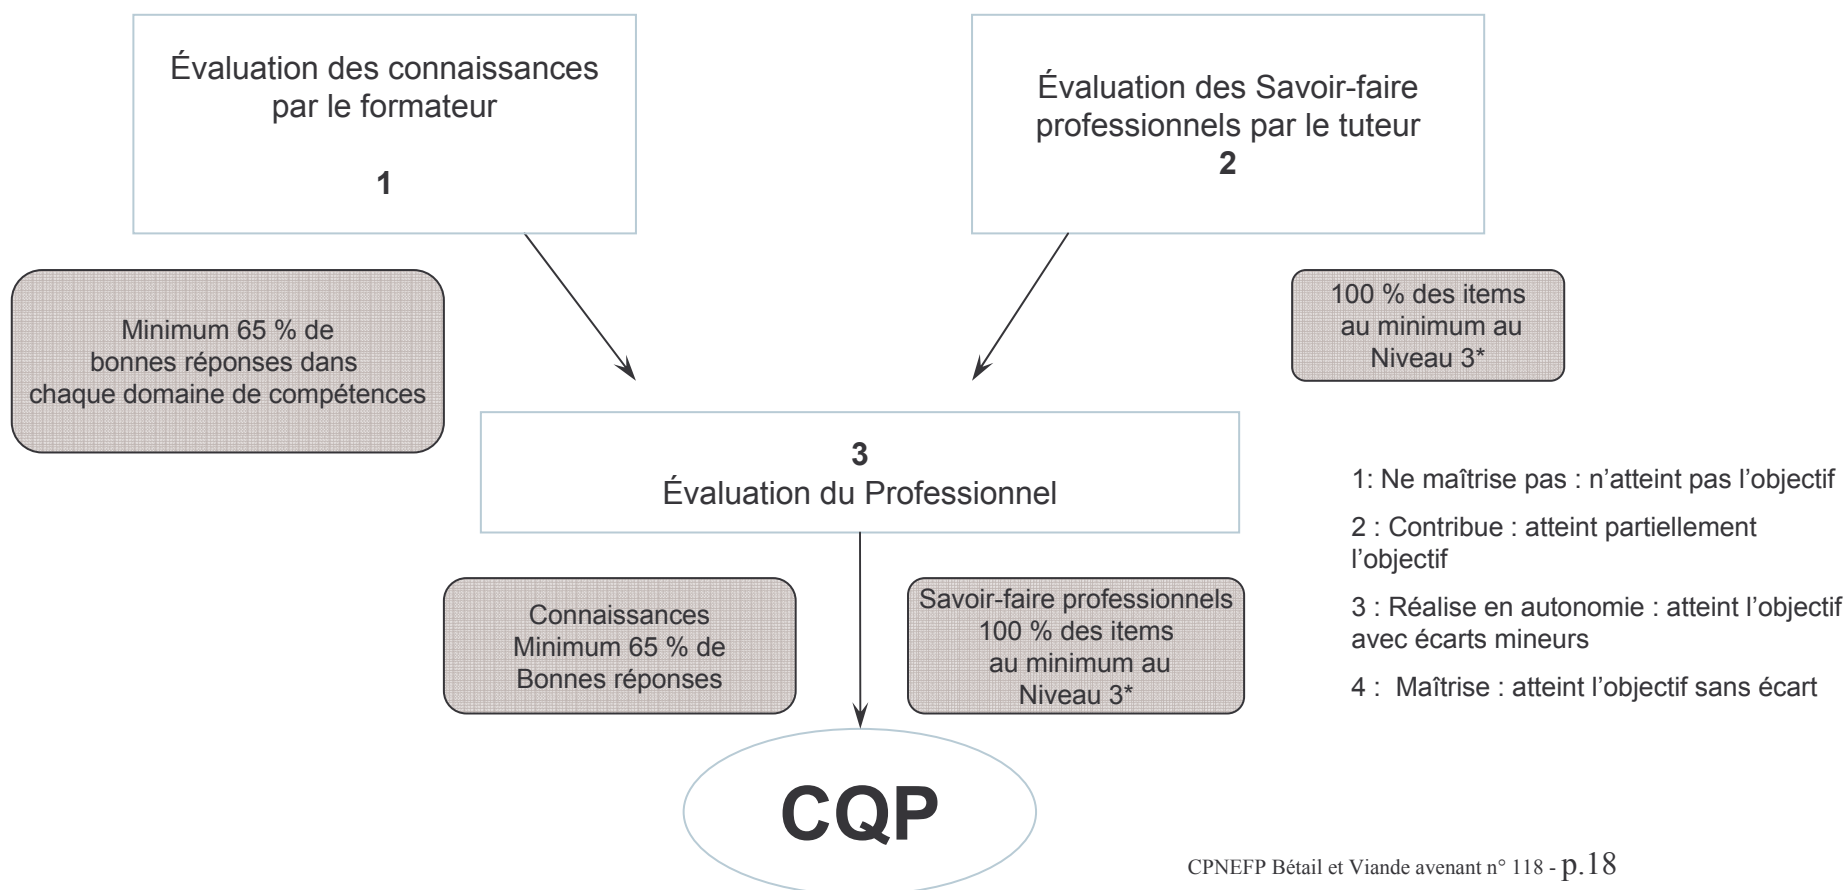 Évaluation des connaissances
par le formateur
1
Évaluation des Savoir-faire
professionnels par le tuteur
2
Minimum 65 % de
bonnes réponses dans
chaque domaine de compétences
100 % des items
au minimum au
Niveau 3*
3
Évaluation du Professionnel
Connaissances
Minimum 65 % de
Bonnes réponses
Savoir-faire professionnels
100 % des items
au minimum au
Niveau 3*
1: Ne maîtrise pas : n’atteint pas l’objectif
2 : Contribue : atteint partiellement
l’objectif
3 : Réalise en autonomie : atteint l’objectif
avec écarts mineurs
4 : Maîtrise : atteint l’objectif sans écart
CQP
CPNEFP Bétail et Viande avenant n° 118 - p.18